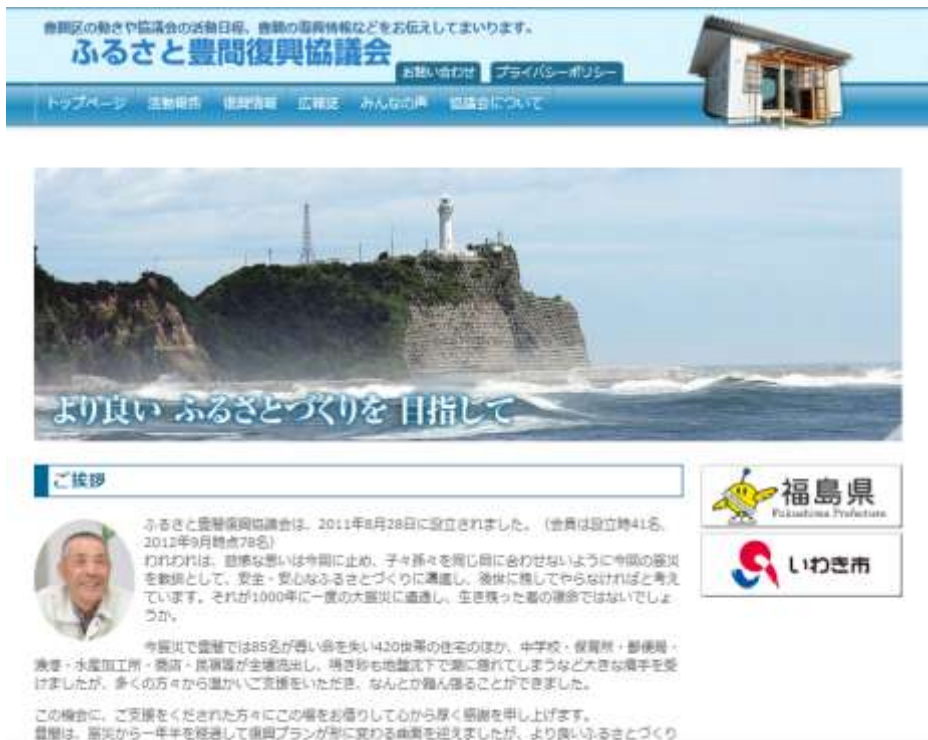 豊間区の動きや協議会の活動日程、豊間の復興情報などをお伝えしてまいります。
ふるさと豊間復興協議会
お問い合わせ プライバシーポリシー
トップページ 活動報告 復興情報 広報誌 みんなの声 協議会について
より良い ふるさとづくりを 目指して
ご挨拶
福島県
Fukushima Prefecture
いわき市
ふるさと豊間復興協議会は、2011年8月28日に設立されました。（会員は設立時41名、
2012年9月時点78名）
われわれは、悲惨な思いは今回に止め、子々孫々を同じ目に合わせないように今回の震災
を教訓として、安全・安心なふるさとづくりに邁進し、後世に残してやらなければと考え
ています。それが1000年に一度の大震災に遭遇し、生き残った者の使命ではないでしょ
うか。
今震災で豊間では85名が尊い命を失い420世帯の住宅のほか、中学校・保育所・郵便局・
漁港・水産加工所・商店・民宿等が全壊流出し、鳴き砂も地盤沈下で潮に隠れてしまうなど大きな痛手を受
けましたが、多くの方々から温かいご支援をいただき、なんとか踏ん張ることができました。
この機会に、ご支援をくだされた方々にこの場をお借りして心から厚く感謝を申し上げます。
豊間は、震災から一年半を経過して復興プランが形に変わる局面を迎えましたが、より良いふるさとづくり